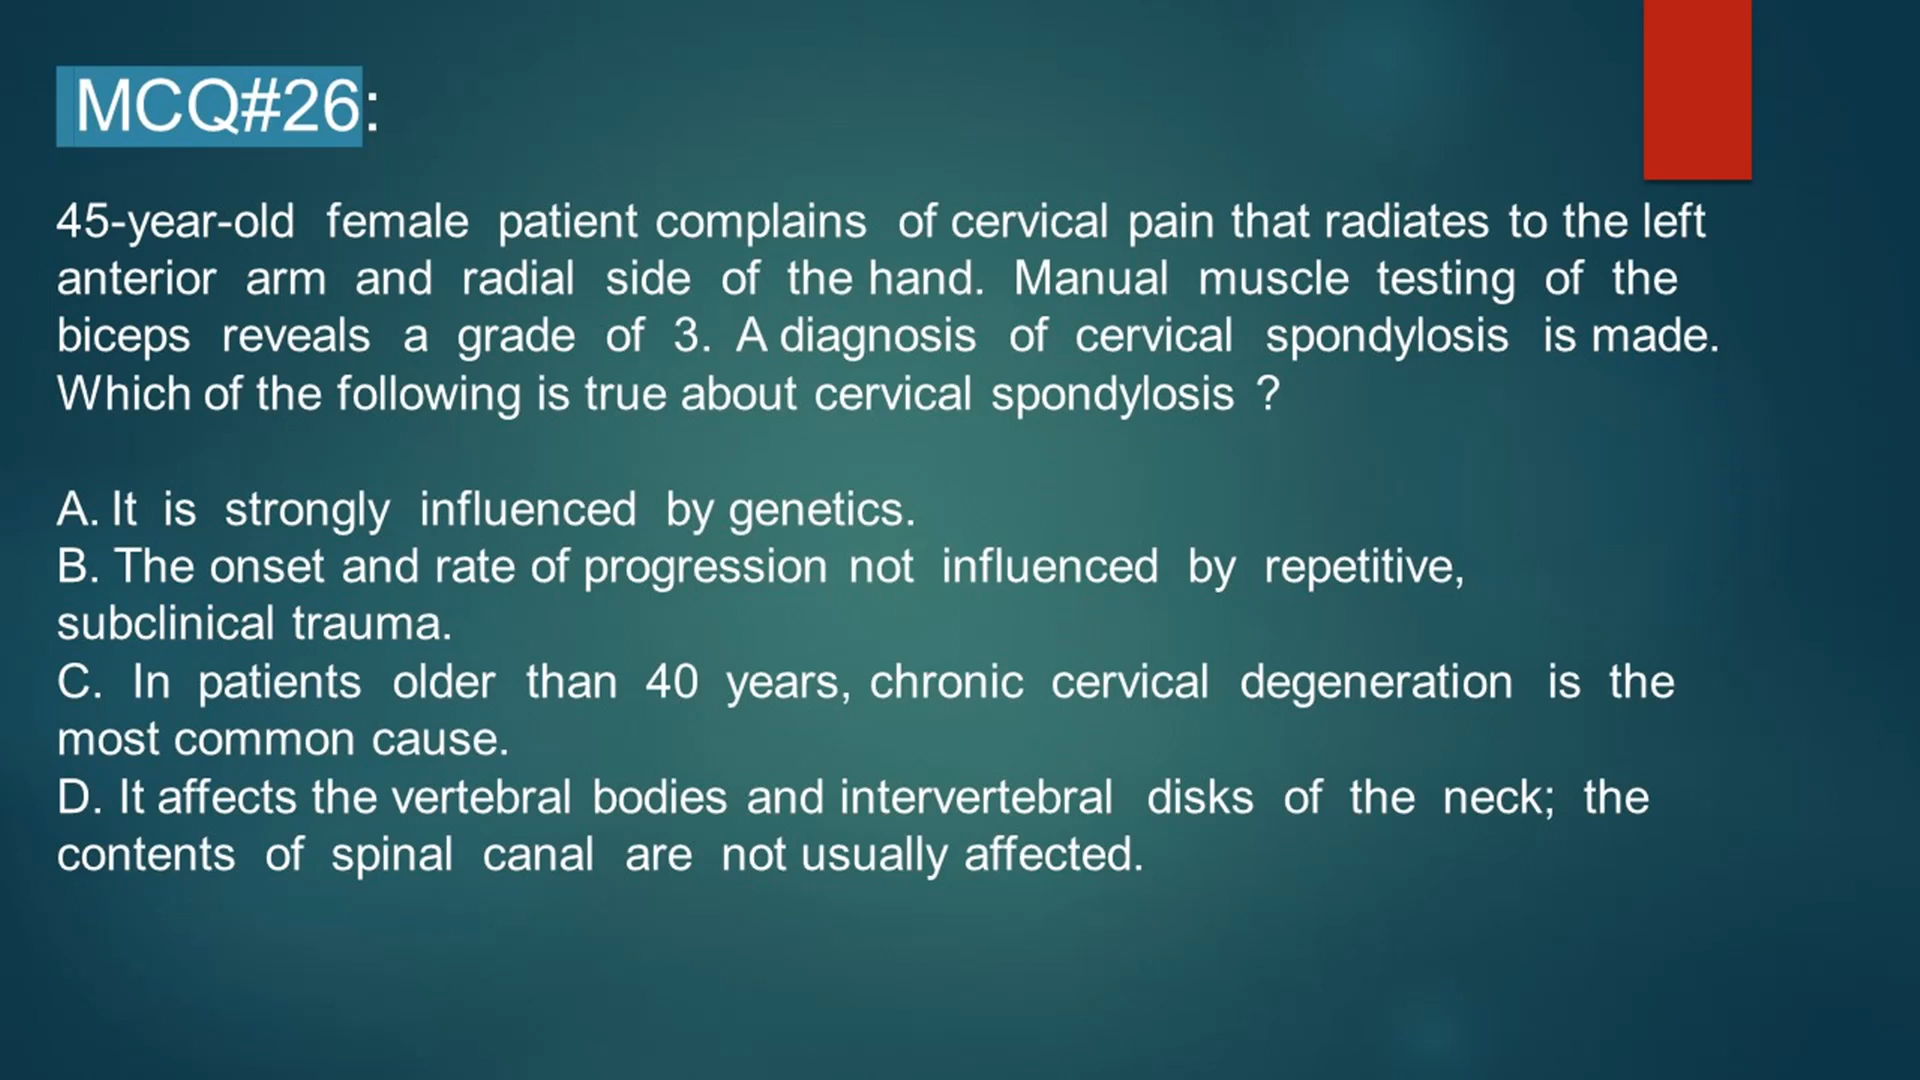 MCQ#26:
45-year-old female patient complains of cervical pain that radiates to the left
anterior arm and radial side of the hand. Manual muscle testing of the
biceps reveals a grade of 3. A diagnosis of cervical spondylosis is made.
Which of the following is true about cervical spondylosis ?
A. It is strongly influenced by genetics.
B. The onset and rate of progression not influenced by repetitive,
subclinical trauma.
C. In patients older than 40 years, chronic cervical degeneration is the
most common cause.
D. It affects the vertebral bodies and intervertebral disks of the neck; the
contents of spinal canal are not usually affected.